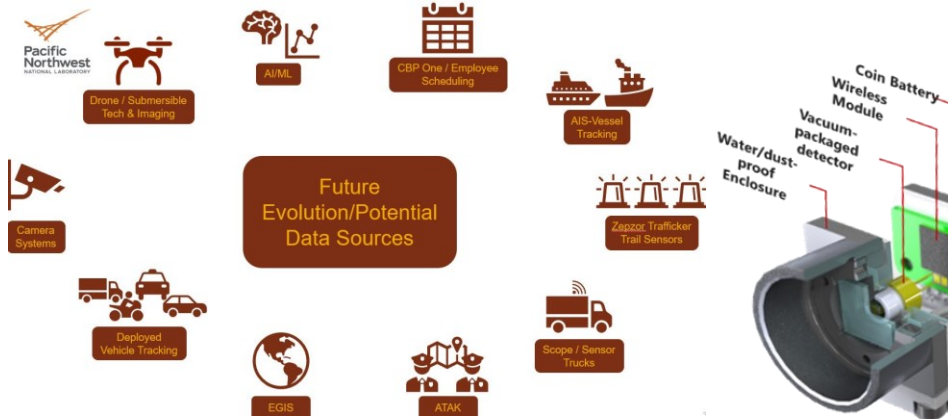 Pacific
Northwest
NATIONAL LABORATORY
Drone / Submersible
Tech & Imaging
AI/ML
CBP One / Employee
Scheduling
AIS-Vessel
Tracking
Zepzor Trafficker
Trail Sensors
Scope / Sensor
Trucks
ATAK
EGIS
Deployed
Vehicle Tracking
Camera
Systems
Future
Evolution/Potential
Data Sources
Coin Battery
Wireless
Module
Vacuum-
packaged
detector
Water/dust-
proof
Enclosure